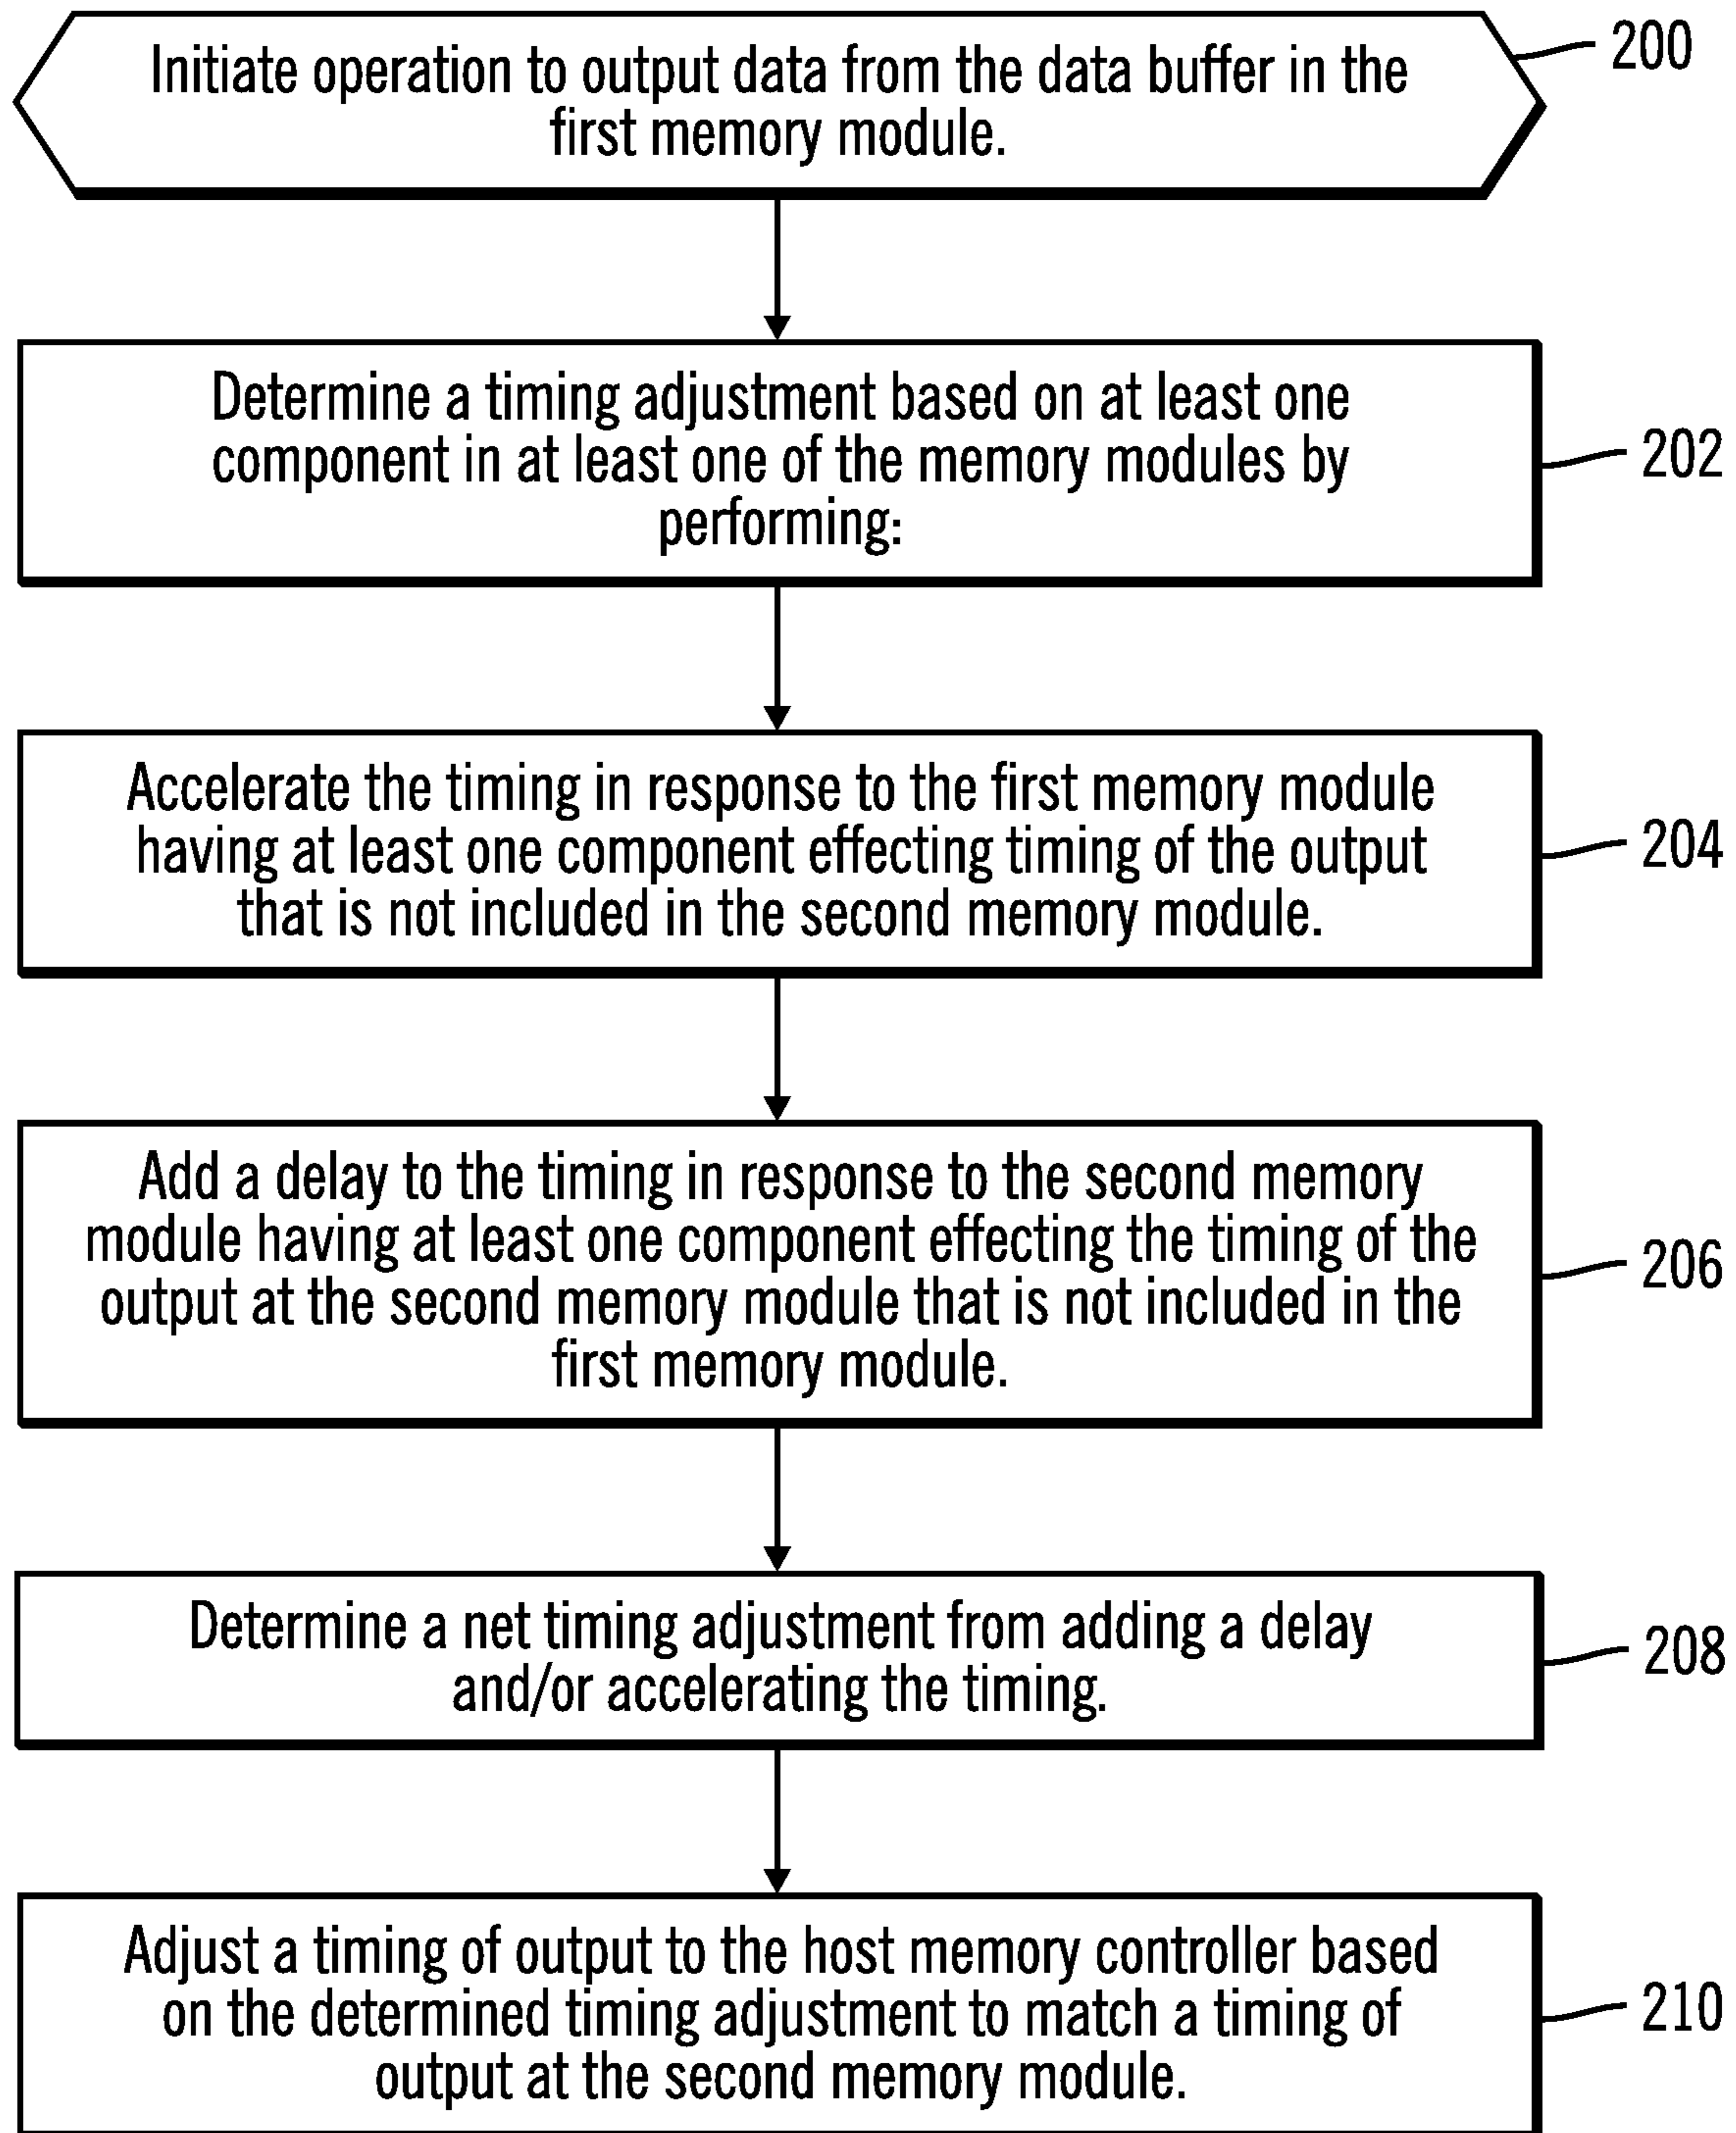 Initiate operation to output data from the data buffer in the
first memory module.
200
Determine a timing adjustment based on at least one
component in at least one of the memory modules by
performing:
202
Accelerate the timing in response to the first memory module
having at least one component effecting timing of the output
that is not included in the second memory module.
204
Add a delay to the timing in response to the second memory
module having at least one component effecting the timing of the
output at the second memory module that is not included in the
first memory module.
206
Determine a net timing adjustment from adding a delay
and/or accelerating the timing.
208
Adjust a timing of output to the host memory controller based
on the determined timing adjustment to match a timing of
output at the second memory module.
210